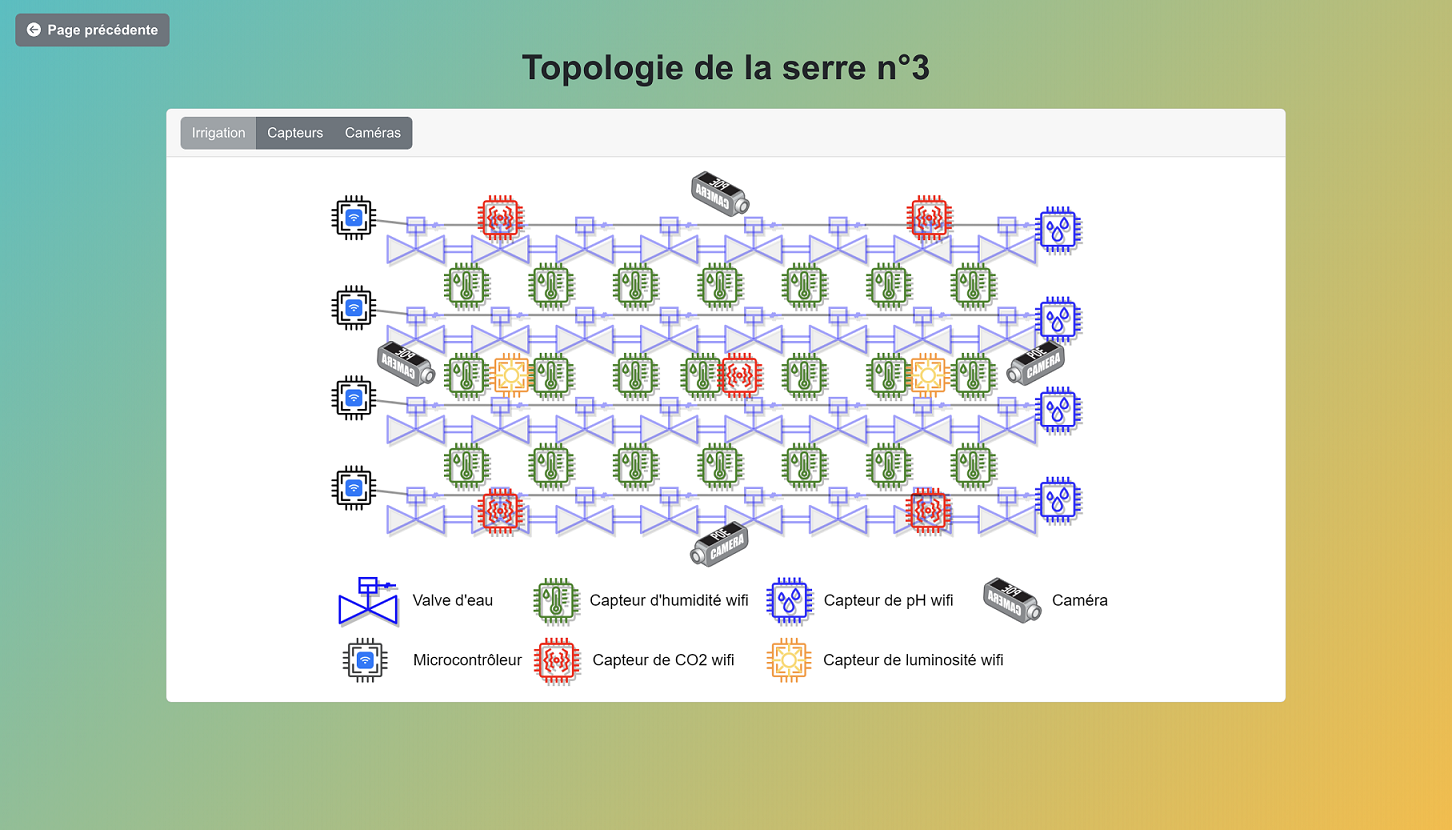 Page précédente
Topologie de la serre n°3
Irrigation Capteurs Caméras
POE
CAMERA
POE
CAMERA
POE
CAMERA
POE
CAMERA
Valve d'eau Capteur d'humidité wifi Capteur de pH wifi POE CAMERA Caméra
Microcontrôleur Capteur de CO2 wifi Capteur de luminosité wifi